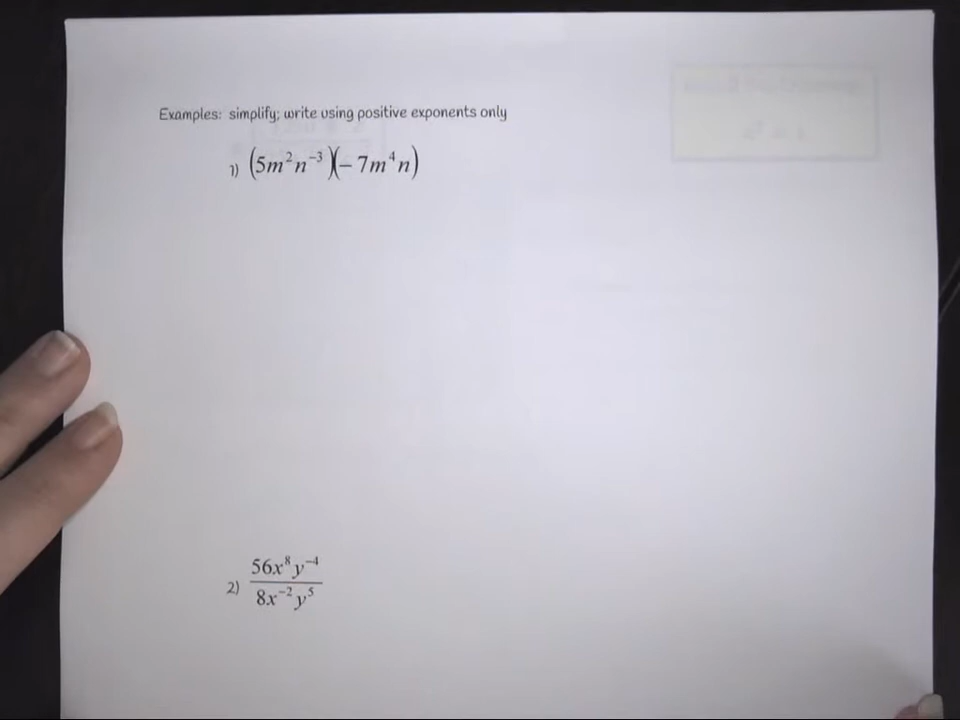 Examples: simplify; write using positive exponents only
1) (5m²n⁻³)(−7m⁴n)
56x⁸y⁻⁴
2) 
8x⁻²y⁵